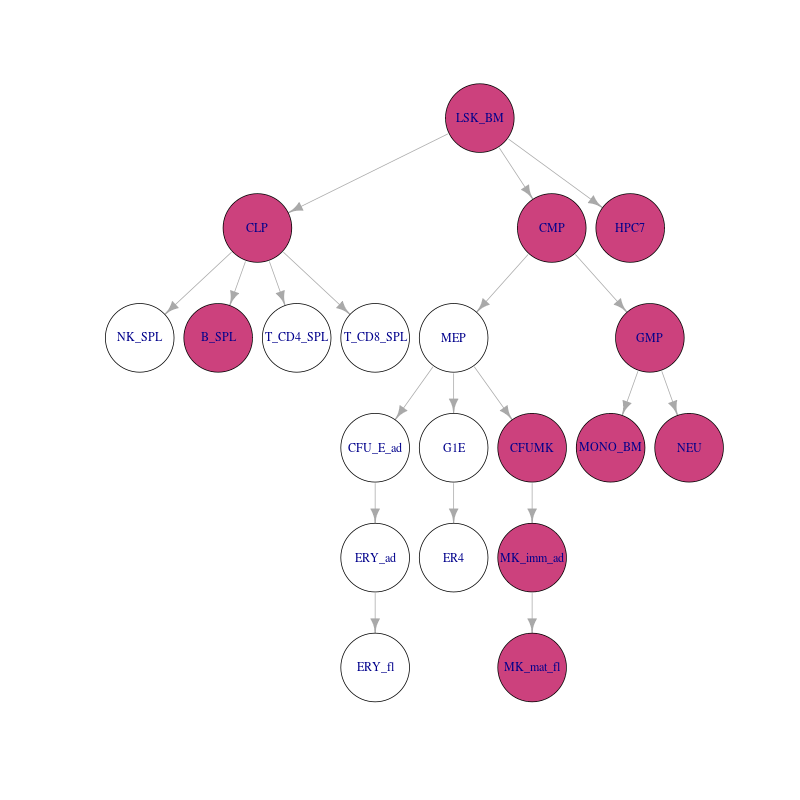 LSK_BM
CLP
CMP
HPC7
NK_SPL
B_SPL
T_CD4_SPL
T_CD8_SPL
MEP
GMP
CFU_E_ad
G1E
CFUMK
MONO_BM
NEU
ERY_ad
ER4
MK_imm_ad
ERY_fl
MK_mat_fl